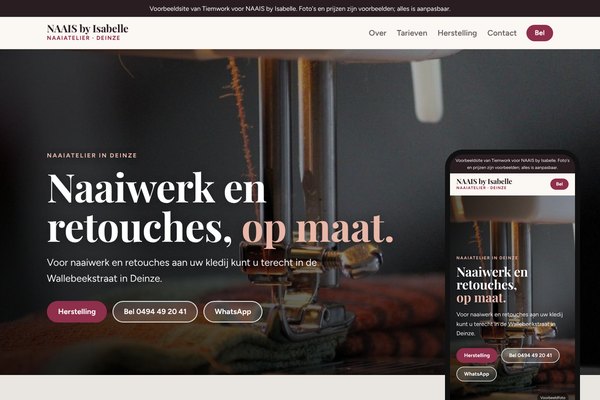 Voorbeeldsite van Tiemwork voor NAAIS by Isabelle. Foto's en prijzen zijn voorbeelden; alles is aanpasbaar.
NAAIS by Isabelle
NAAIATELIER · DEINZE
Over
Tarieven
Herstelling
Contact
Bel
NAAIATELIER IN DEINZE
Naaiwerk en
retouches, op maat.
Voor naaiwerk en retouches aan uw kledij kunt u terecht in de
Wallebeekstraat in Deinze.
Herstelling
Bel 0494 49 20 41
WhatsApp
Voorbeeldsite van Tiemwork voor NAAIS by Isabelle. Foto's
en prijzen zijn voorbeelden; alles is aanpasbaar.
NAAIS by Isabelle
NAAIATELIER · DEINZE
Bel
NAAIATELIER IN DEINZE
Naaiwerk en
retouches,
op maat.
Voor naaiwerk en retouches aan uw kledij
kunt u terecht in de Wallebeekstraat in
Deinze.
Herstelling
Bel 0494 49 20 41
WhatsApp
Voorbeeldfoto